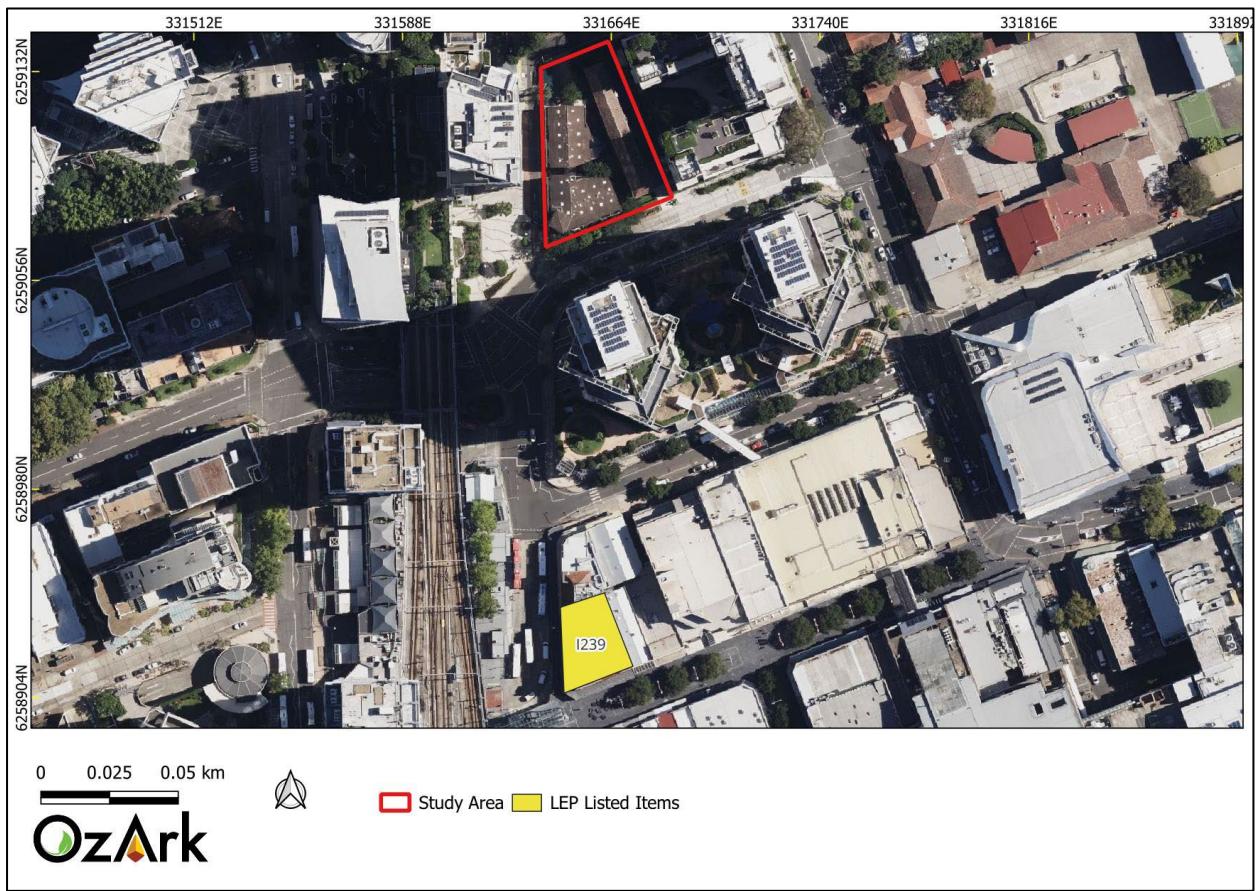 331512E 331588E 331664E 331740E 331816E 331892
6259132N
6259056N
6258980N
6258904N
I239
0 0.025 0.05 km
Study Area LEP Listed Items
OzArk